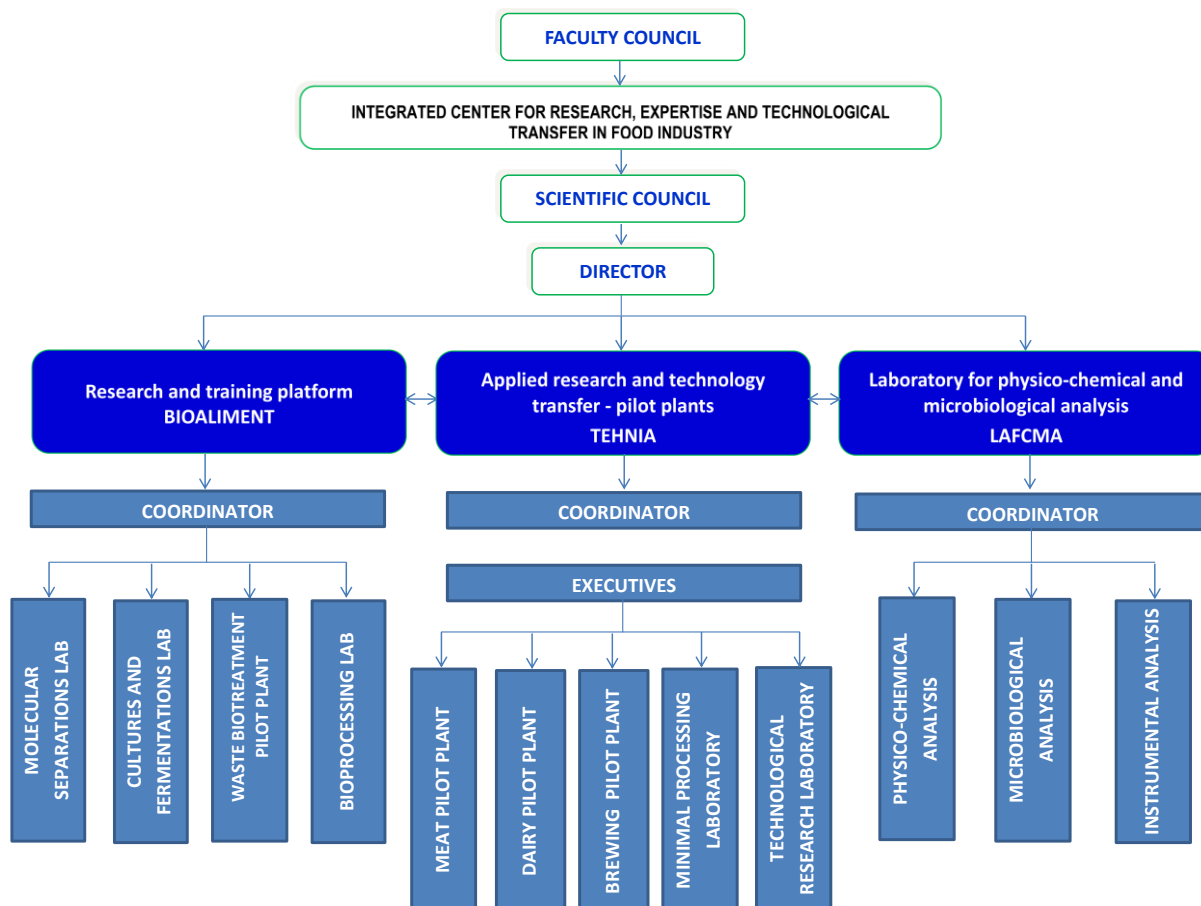 FACULTY COUNCIL
INTEGRATED CENTER FOR RESEARCH, EXPERTISE AND TECHNOLOGICAL
TRANSFER IN FOOD INDUSTRY
SCIENTIFIC COUNCIL
DIRECTOR
Research and training platform
BIOALIMENT
Applied research and technology
transfer - pilot plants
TEHNIA
Laboratory for physico-chemical and
microbiological analysis
LAFCMA
COORDINATOR
COORDINATOR
COORDINATOR
EXECUTIVES
MOLECULAR
SEPARATIONS LAB
CULTURES AND
FERMENTATIONS LAB
WASTE BIOTREATMENT
PILOT PLANT
BIOPROCESSING LAB
MEAT PILOT PLANT
DAIRY PILOT PLANT
BREWING PILOT PLANT
MINIMAL PROCESSING
LABORATORY
TECHNOLOGICAL
RESEARCH LABORATORY
PHYSICO-CHEMICAL
ANALYSIS
MICROBIOLOGICAL
ANALYSIS
INSTRUMENTAL ANALYSIS